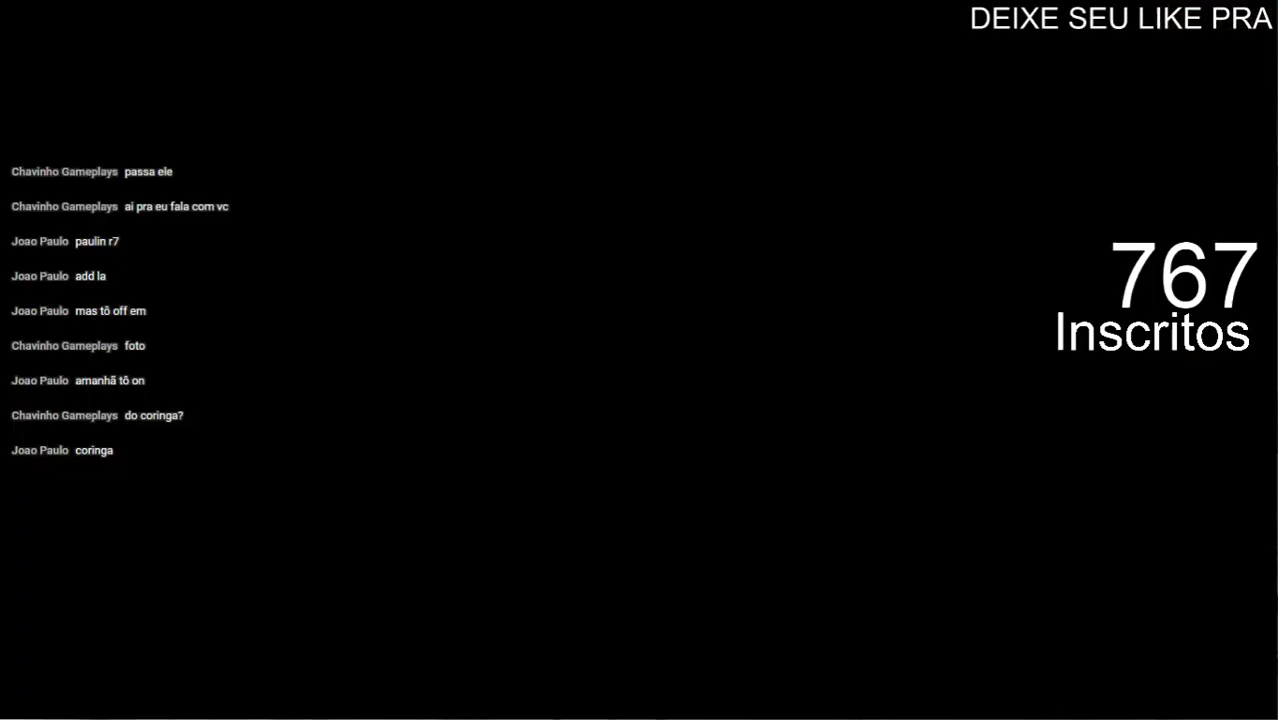 DEIXE SEU LIKE PRA
Chavinho Gameplays passa ele
Chavinho Gameplays ai pra eu fala com vc
Joao Paulo paulin r7
Joao Paulo add la
Joao Paulo mas tô off em
Chavinho Gameplays foto
Joao Paulo amanhã tô on
Chavinho Gameplays do coringa?
Joao Paulo coringa
767
Inscritos